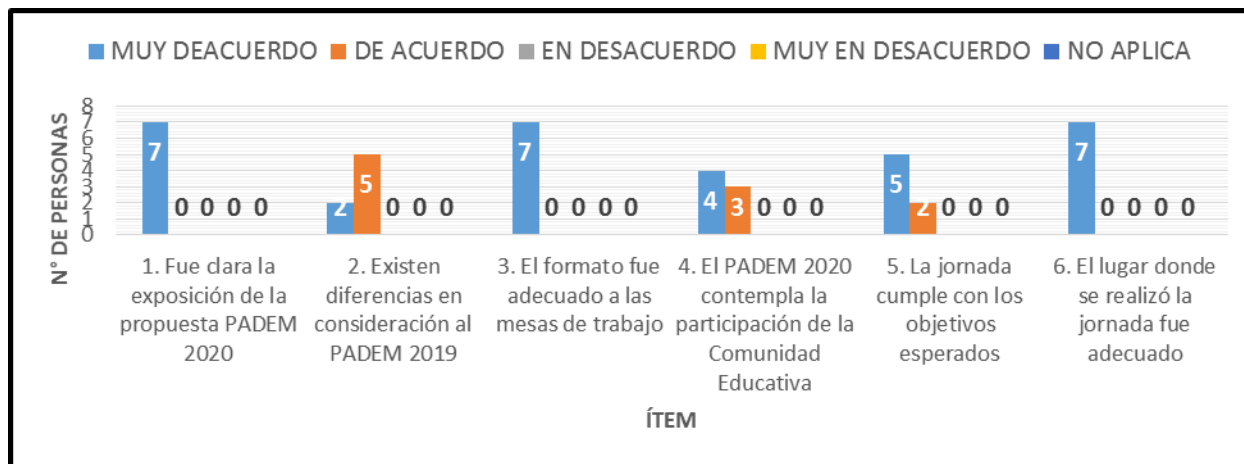 MUY DEACUERDO DE ACUERDO EN DESACUERDO MUY EN DESACUERDO NO APLICA
N° DE PERSONAS
8
7
6
5
4
3
2
1
0
7 0 0 0 0
2 5 0 0 0
7 0 0 0 0
4 3 0 0 0
5 2 0 0 0
7 0 0 0 0
1. Fue clara la
exposición de la
propuesta PADEM
2020
2. Existen
diferencias en
consideración al
PADEM 2019
3. El formato fue
adecuado a las
mesas de trabajo
4. El PADEM 2020
contempla la
participación de la
Comunidad
Educativa
5. La jornada
cumple con los
objetivos
esperados
6. El lugar donde
se realizó la
jornada fue
adecuado
ÍTEM